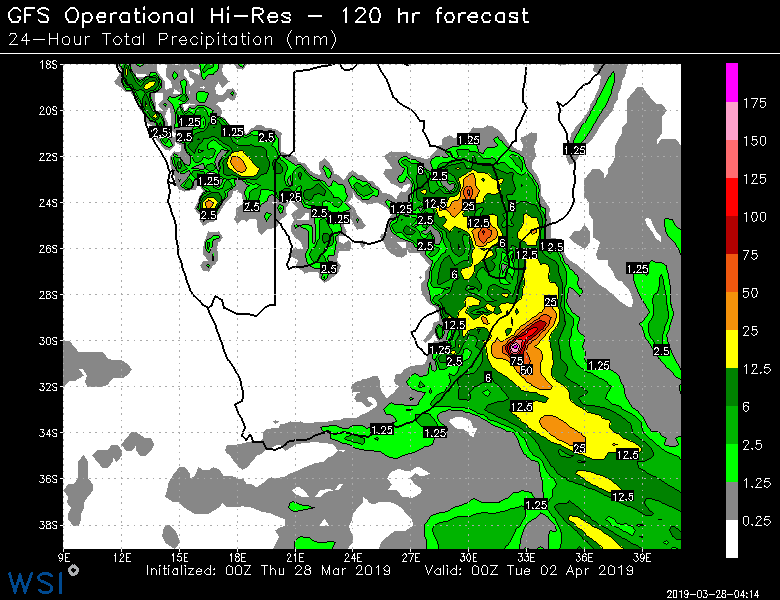 GFS Operational Hi-Res - 120 hr forecast
24-Hour Total Precipitation (mm)
18S
20S
22S
24S
26S
28S
30S
32S
34S
36S
38S
9E 12E 15E 18E 21E 24E 27E 30E 33E 36E 39E
175
150
125
100
75
50
25
12.5
6
2.5
1.25
0.25
1.25 6 1.25 2.5 2.5 2.5 1.25 1.25
1.25 2.5 2.5 1.25 2.5 1.25 2.5
6 2.5 12.5 25 6 1.25 2.5 12.5 2.5 6 12.5 12.5
6 25 1.25 12.5 1.25 2.5 75 50 1.25 2.5
6 12.5 1.25 1.25 25 12.5
12.5 1.25
WSI
Initialized: 00Z Thu 28 Mar 2019 Valid: 00Z Tue 02 Apr 2019
2019-03-28-04:14